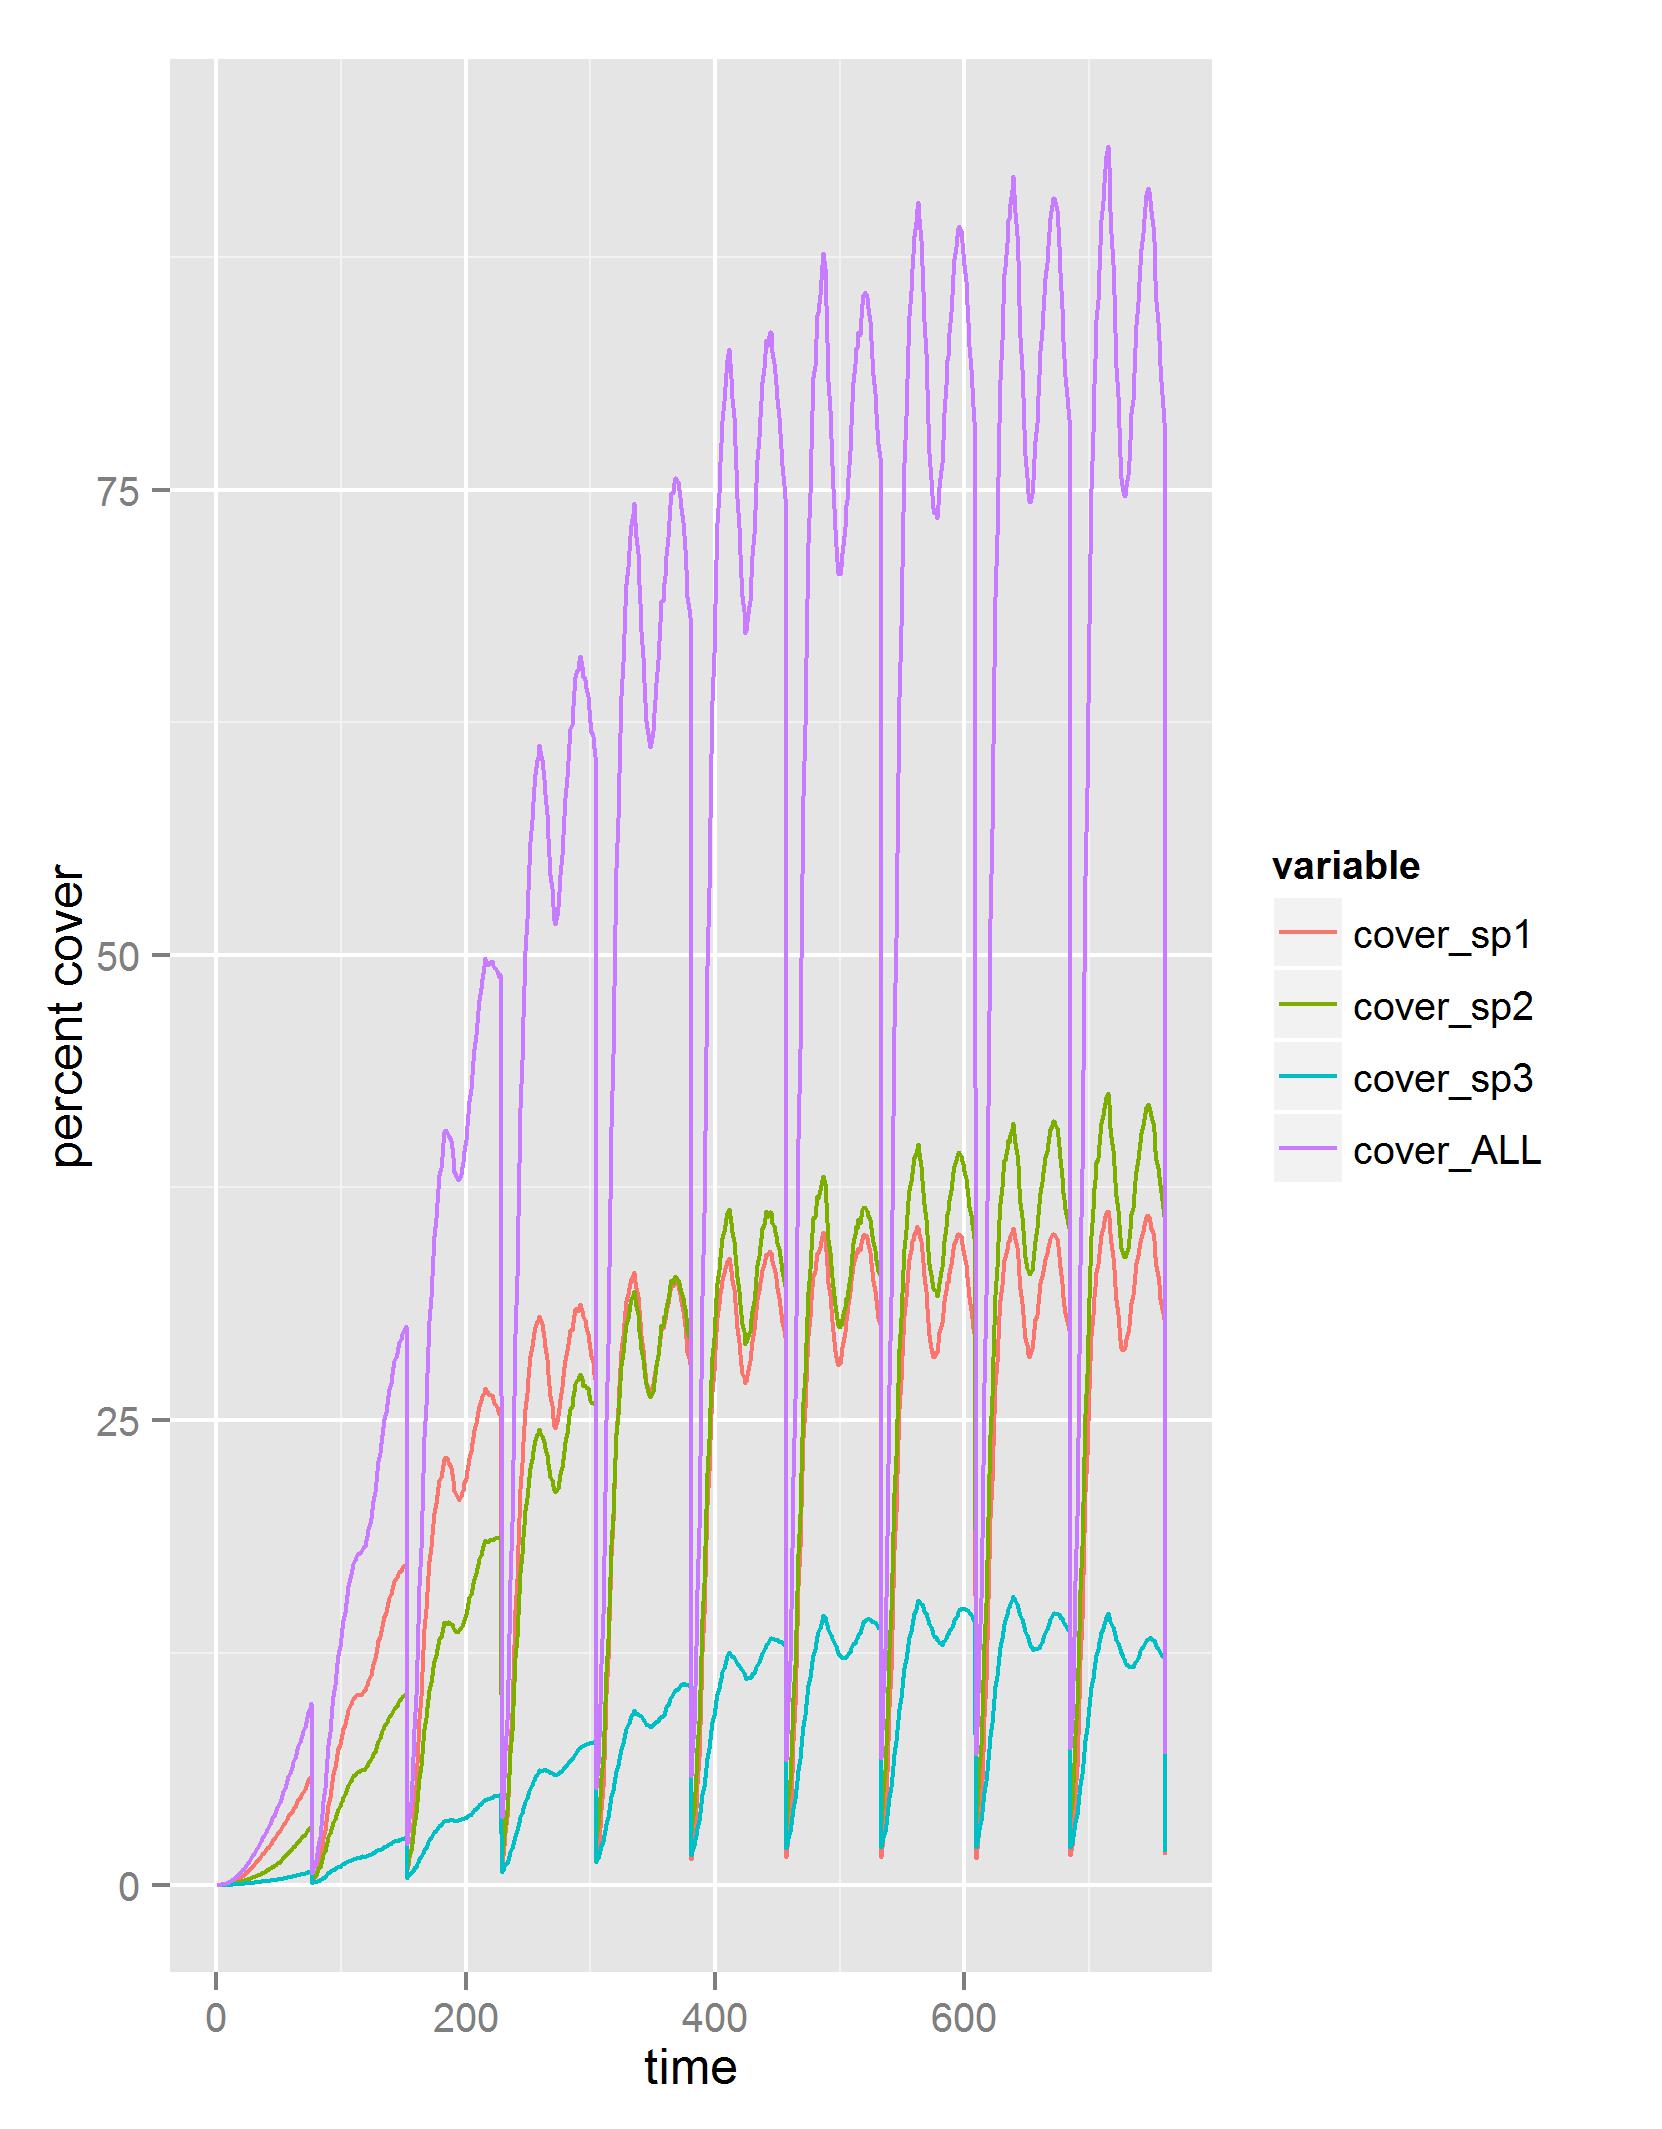 percent cover
75
50
25
0
0 200 400 600
time
variable
cover_sp1
cover_sp2
cover_sp3
cover_ALL